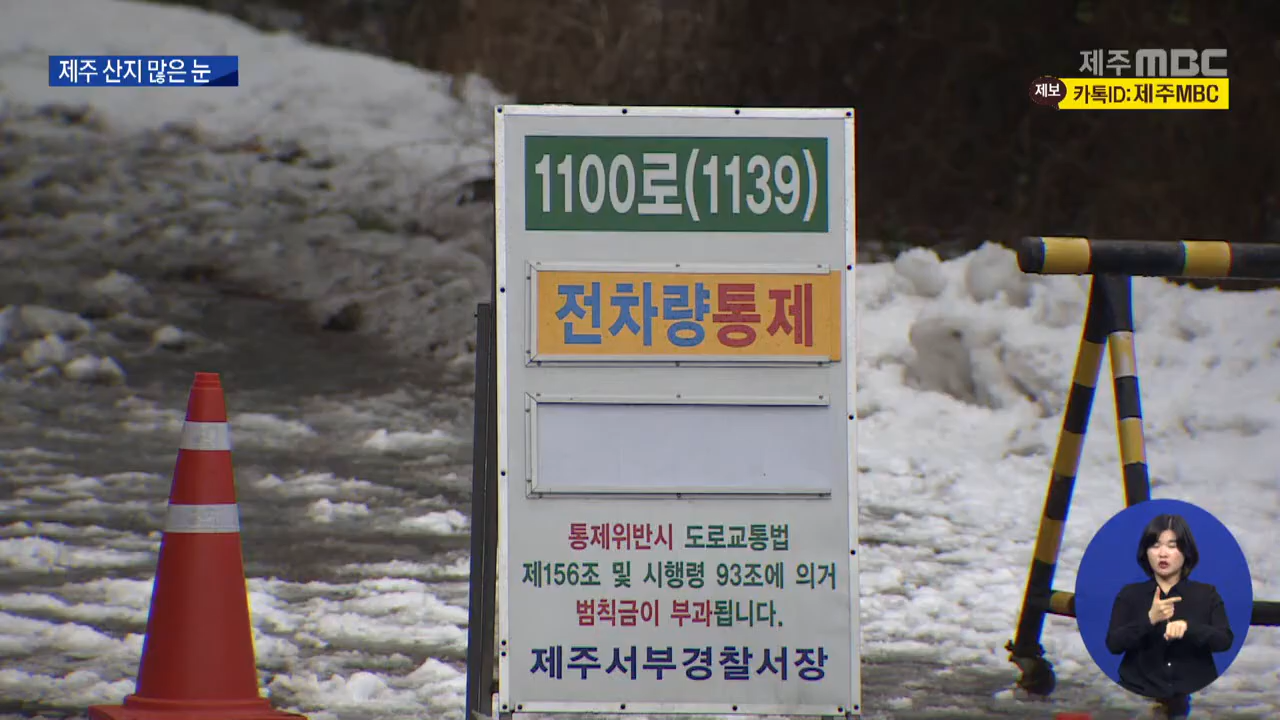 제주 산지 많은 눈
제주MBC
제보 카톡ID:제주MBC
1100로(1139)
전차량통제
통제위반시 도로교통법
제156조 및 시행령 93조에 의거
범칙금이 부과됩니다.
제주서부경찰서장